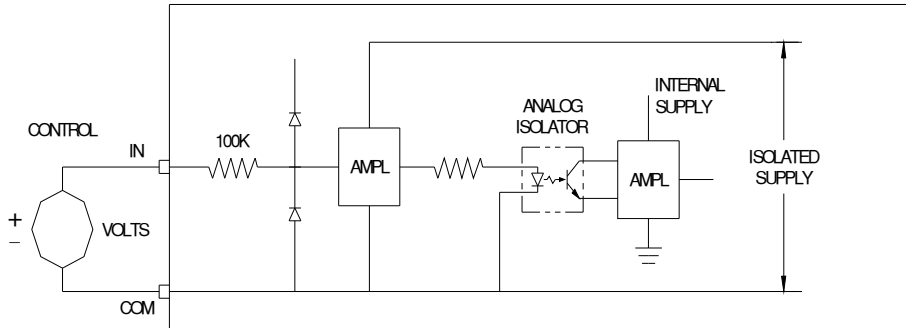 CONTROL
IN
100K
AMPL
ANALOG
ISOLATOR
INTERNAL
SUPPLY
AMPL
ISOLATED
SUPPLY
+
–
VOLTS
COM